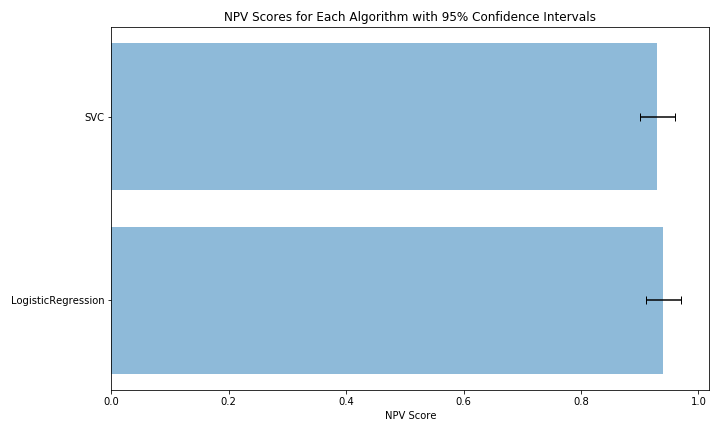 NPV Scores for Each Algorithm with 95% Confidence Intervals
SVC
LogisticRegression
0.0 0.2 0.4 0.6 0.8 1.0
NPV Score